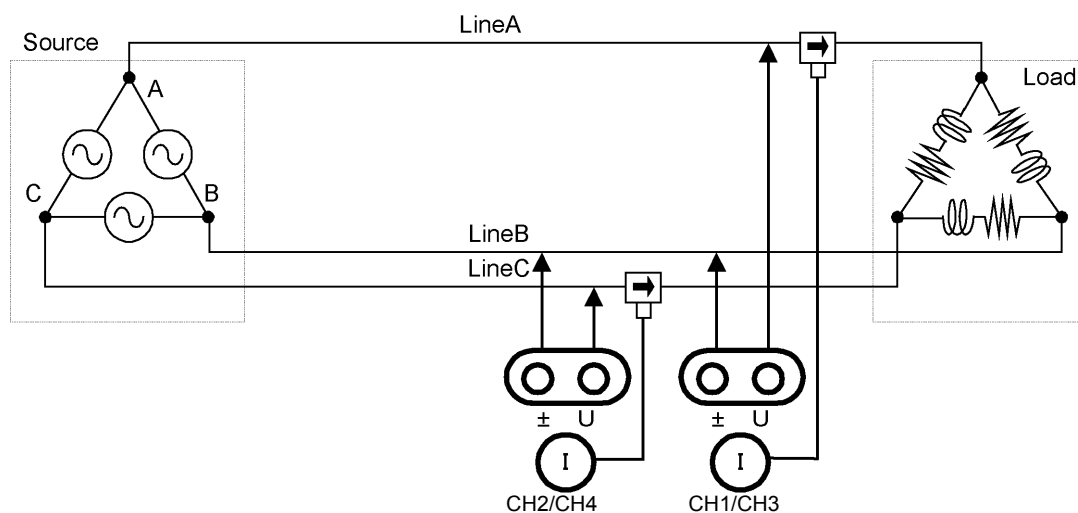 LineA
Source
Load
A
C
B
LineB
LineC
± U ± U
I I
CH2/CH4 CH1/CH3